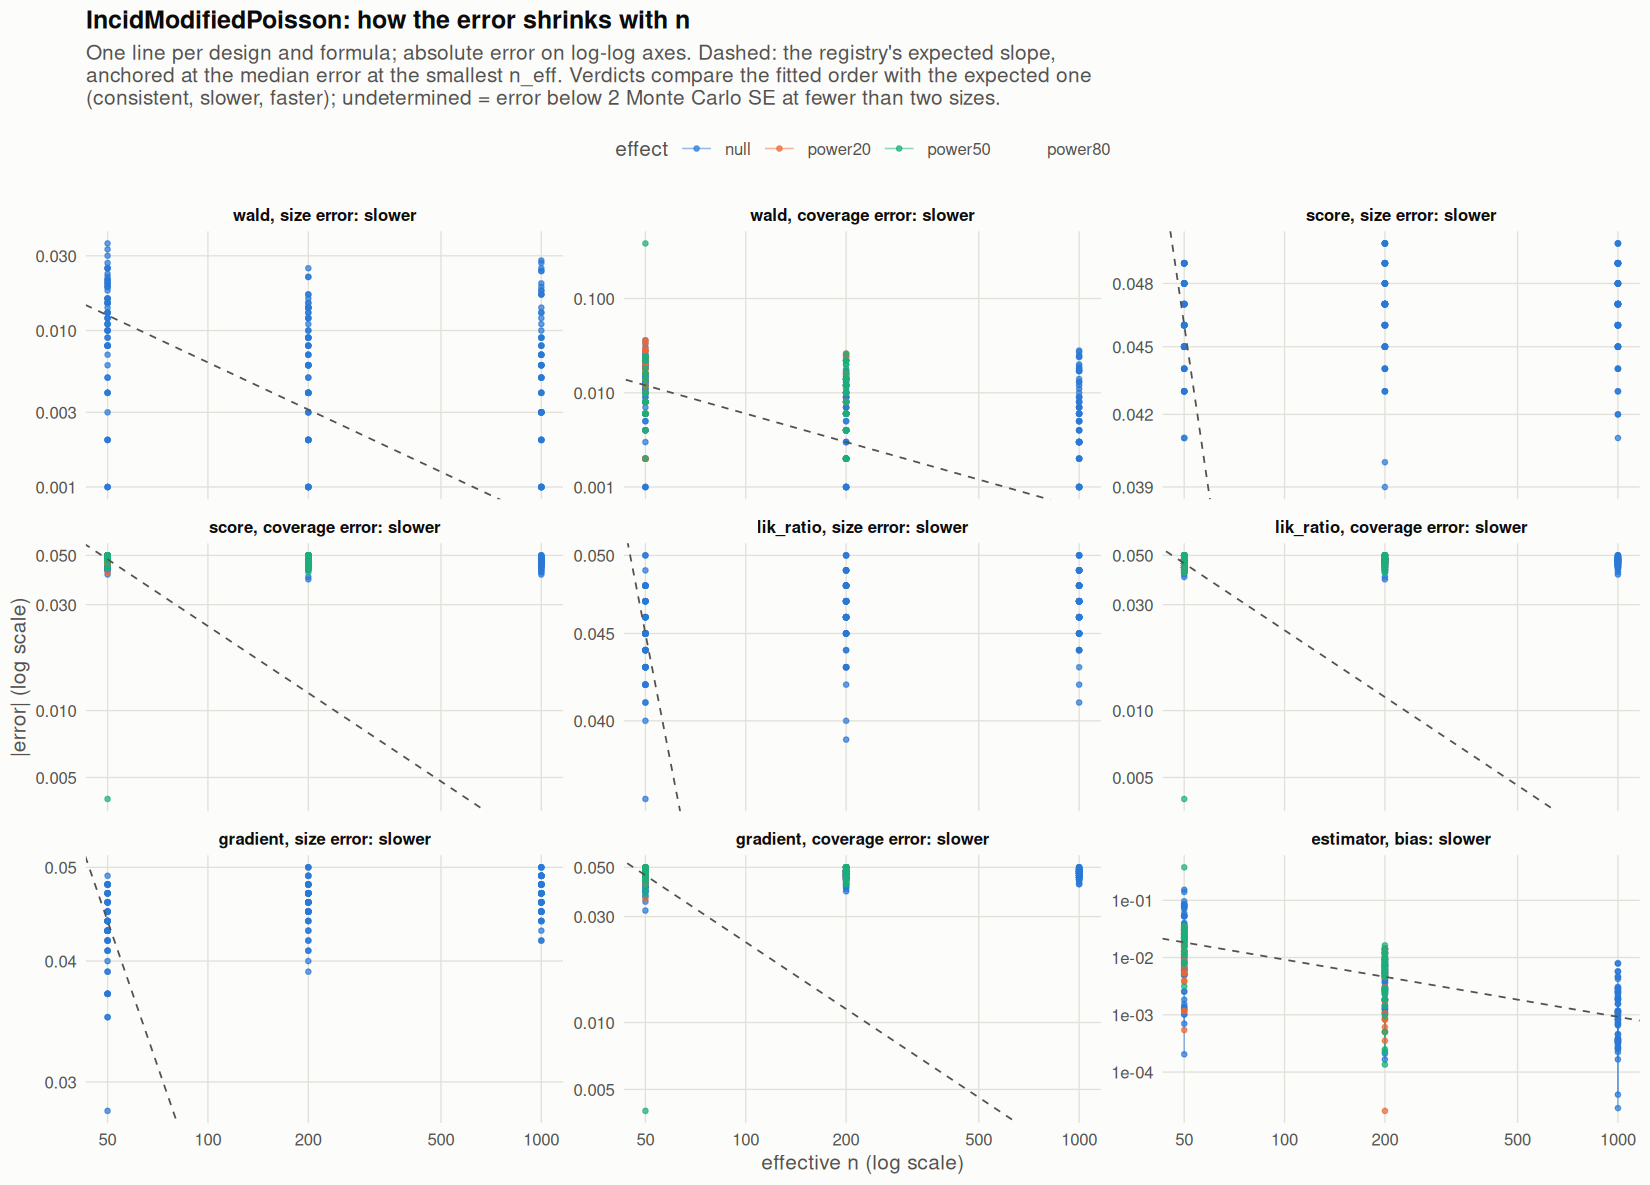 IncidModifiedPoisson: how the error shrinks with n
One line per design and formula; absolute error on log-log axes. Dashed: the registry's expected slope,
anchored at the median error at the smallest n_eff. Verdicts compare the fitted order with the expected one
(consistent, slower, faster); undetermined = error below 2 Monte Carlo SE at fewer than two sizes.
effect null power20 power50 power80
wald, size error: slower
0.030
0.010
0.003
0.001
wald, coverage error: slower
0.100
0.010
0.001
score, size error: slower
0.048
0.045
0.042
0.039
score, coverage error: slower
0.050
0.030
0.010
0.005
lik_ratio, size error: slower
0.050
0.045
0.040
lik_ratio, coverage error: slower
0.050
0.030
0.010
0.005
gradient, size error: slower
0.05
0.04
0.03
50 100 200 500 1000
gradient, coverage error: slower
0.050
0.030
0.010
0.005
50 100 200 500 1000
estimator, bias: slower
1e-01
1e-02
1e-03
1e-04
50 100 200 500 1000
|error| (log scale)
effective n (log scale)